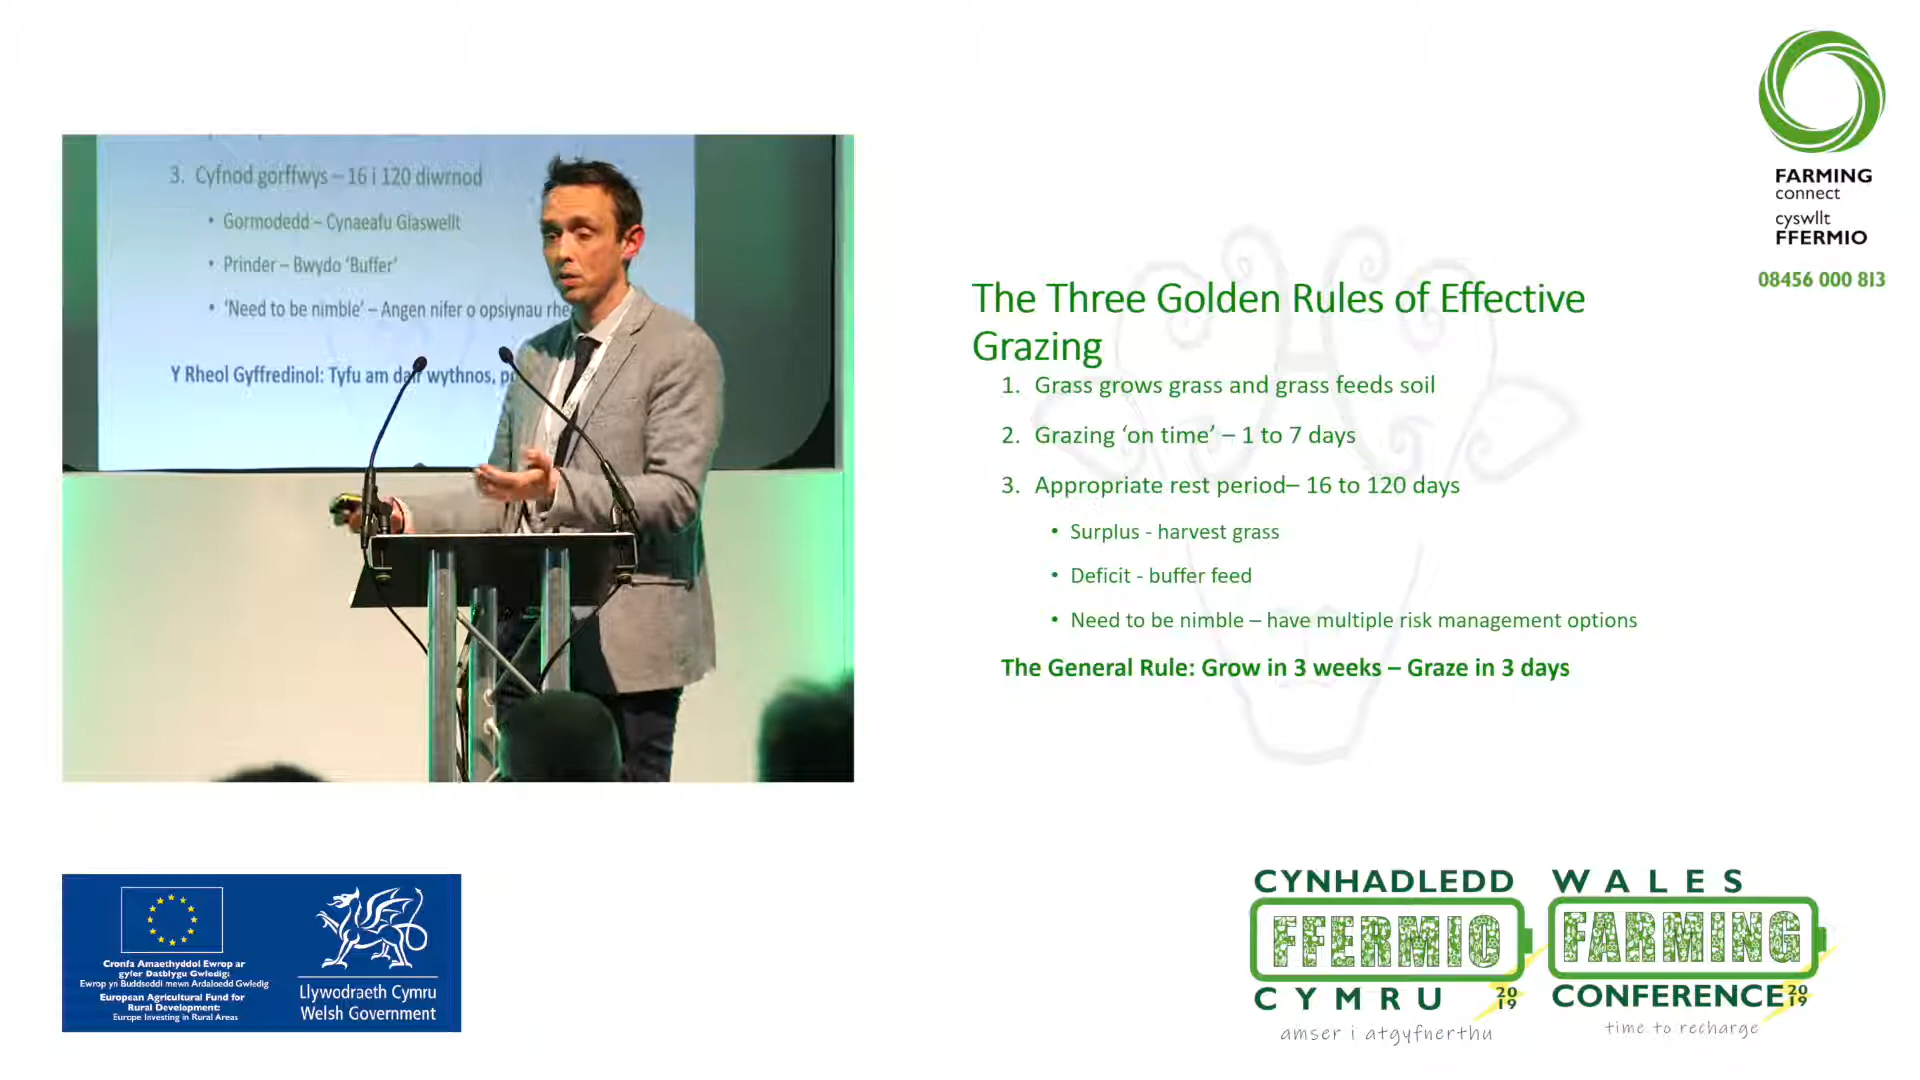 3. Cyfnod gorffwys – 16 i 120 diwrnod
• Gormodedd – Cynaeafu Glaswellt
• Prinder – Bwydo ‘Buffer’
• ‘Need to be nimble’ – Angen nifer o opsiynau
Y Rheol Gyffredinol: Tyfu am dair wythnos,
The Three Golden Rules of Effective
Grazing
1. Grass grows grass and grass feeds soil
2. Grazing ‘on time’ – 1 to 7 days
3. Appropriate rest period– 16 to 120 days
• Surplus - harvest grass
• Deficit - buffer feed
• Need to be nimble – have multiple risk management options
The General Rule: Grow in 3 weeks – Graze in 3 days
FARMING
connect
cyswllt
FFERMIO
08456 000 813
Cronfa Amaethyddol Ewrop ar
gyfer Datblygu Gwledig:
Ewrop yn Buddsoddi mewn Ardaloedd Gwledig
European Agricultural Fund for
Rural Development:
Europe Investing in Rural Areas
Llywodraeth Cymru
Welsh Government
CYNHADLEDD
FFERMIO
CYMRU 2019
amser i atgyfnerthu
WALES
FARMING
CONFERENCE 2019
time to recharge